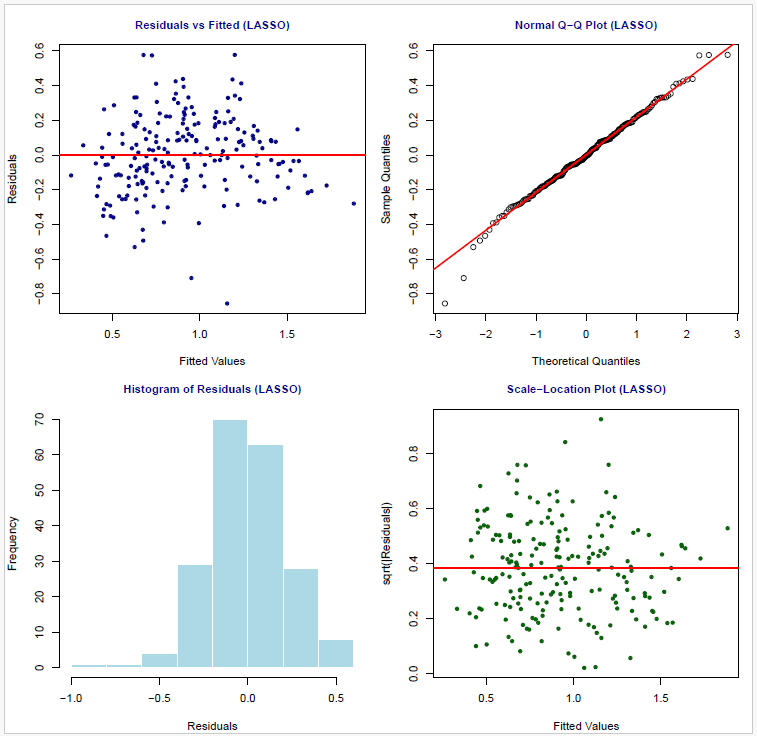 Residuals vs Fitted (LASSO)
Residuals
0.6
0.4
0.2
0.0
−0.2
−0.4
−0.6
−0.8
0.5 1.0 1.5
Fitted Values
Normal Q−Q Plot (LASSO)
Sample Quantiles
0.6
0.4
0.2
0.0
−0.2
−0.4
−0.6
−0.8
−3 −2 −1 0 1 2 3
Theoretical Quantiles
Histogram of Residuals (LASSO)
Frequency
70
60
50
40
30
20
10
0
−1.0 −0.5 0.0 0.5
Residuals
Scale−Location Plot (LASSO)
sqrt(|Residuals|)
0.8
0.6
0.4
0.2
0.0
0.5 1.0 1.5
Fitted Values